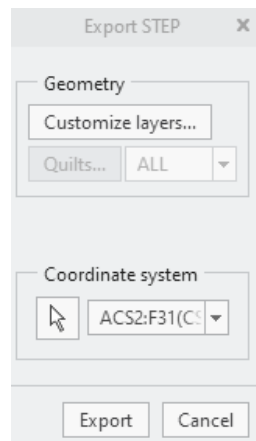 Export STEP
Geometry
Customize layers...
Quilts... ALL
Coordinate system
ACS2:F31(CS
Export Cancel